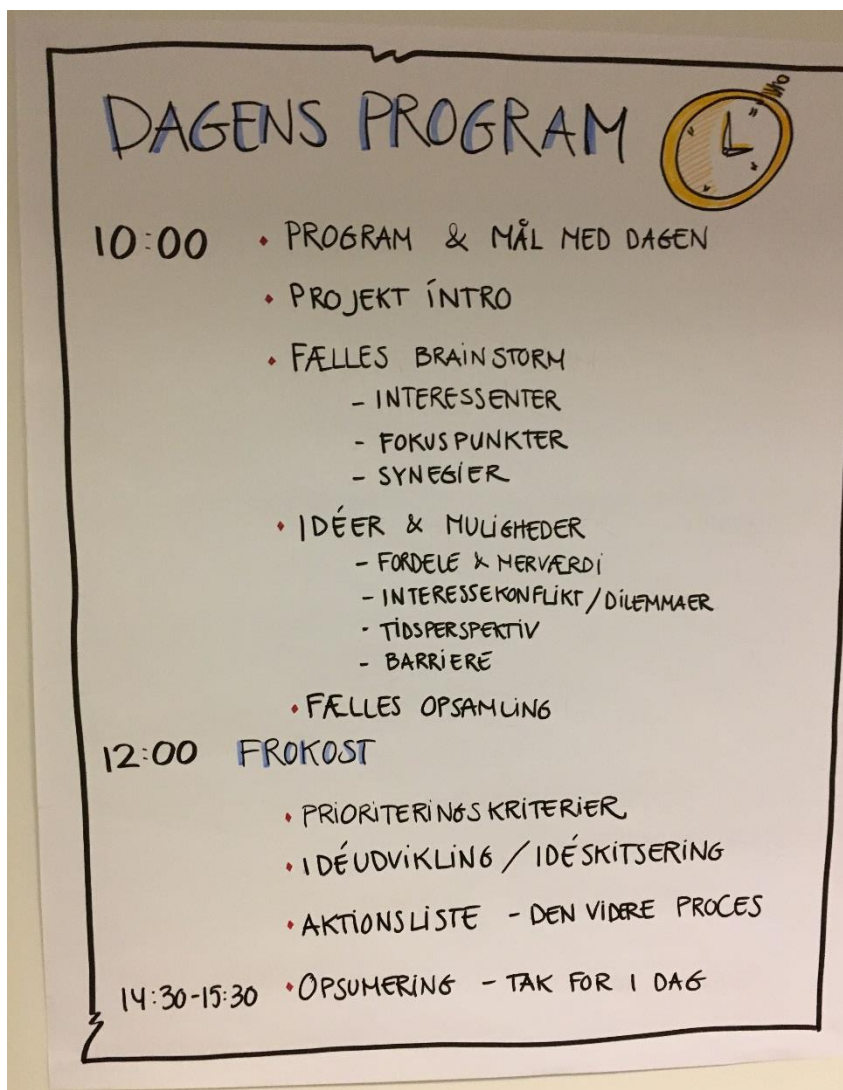 DAGENS PROGRAM
10:00 • PROGRAM & MÅL MED DAGEN
• PROJEKT INTRO
• FÆLLES BRAINSTORM
- INTERESSENTER
- FOKUSPUNKTER
- SYNEGIER
• IDÉER & MULIGHEDER
- FORDELE & MERVÆRDI
- INTERESSEKONFLIKT/DILEMMAER
- TIDSPERSPEKTIV
- BARRIERE
• FÆLLES OPSAMLING
12:00 FROKOST
• PRIORITERINGSKRITERIER
• IDÉUDVIKLING / IDÉSKITSERING
• AKTIONSLISTE - DEN VIDERE PROCES
14:30-15:30 • OPSUMERING - TAK FOR I DAG